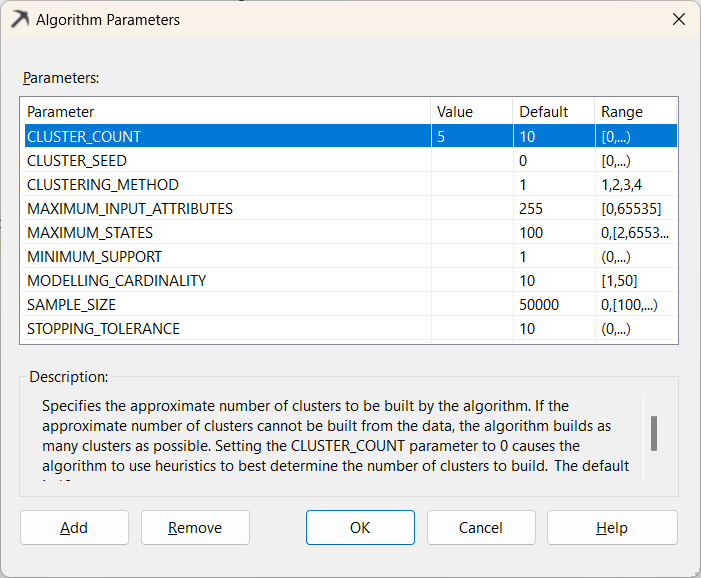 Algorithm Parameters
Parameters:
Parameter Value Default Range
CLUSTER_COUNT 5 10 [0,...)
CLUSTER_SEED 0 [0,...)
CLUSTERING_METHOD 1 1,2,3,4
MAXIMUM_INPUT_ATTRIBUTES 255 [0,65535]
MAXIMUM_STATES 100 0,[2,6553...
MINIMUM_SUPPORT 1 (0,...)
MODELLING_CARDINALITY 10 [1,50]
SAMPLE_SIZE 50000 0,[100,...)
STOPPING_TOLERANCE 10 (0,...)
Description:
Specifies the approximate number of clusters to be built by the algorithm. If the
approximate number of clusters cannot be built from the data, the algorithm builds as
many clusters as possible. Setting the CLUSTER_COUNT parameter to 0 causes the
algorithm to use heuristics to best determine the number of clusters to build. The default
Add Remove OK Cancel Help